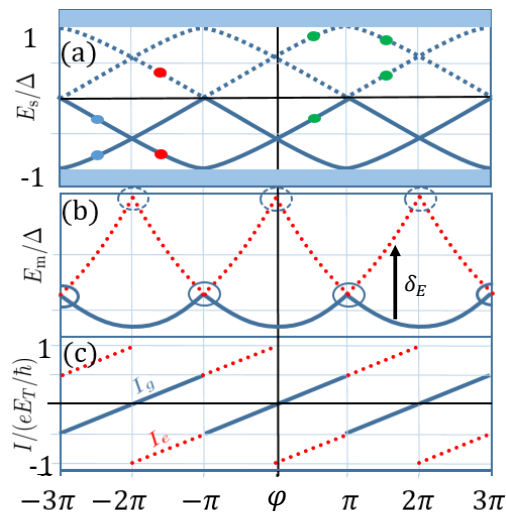 1
(a)
E_s/Δ
-1
(b)
E_m/Δ
δ_E
(c)
1
I/(eE_T/ħ)
I_g
I_e
-1
−3π −2π −π φ π 2π 3π